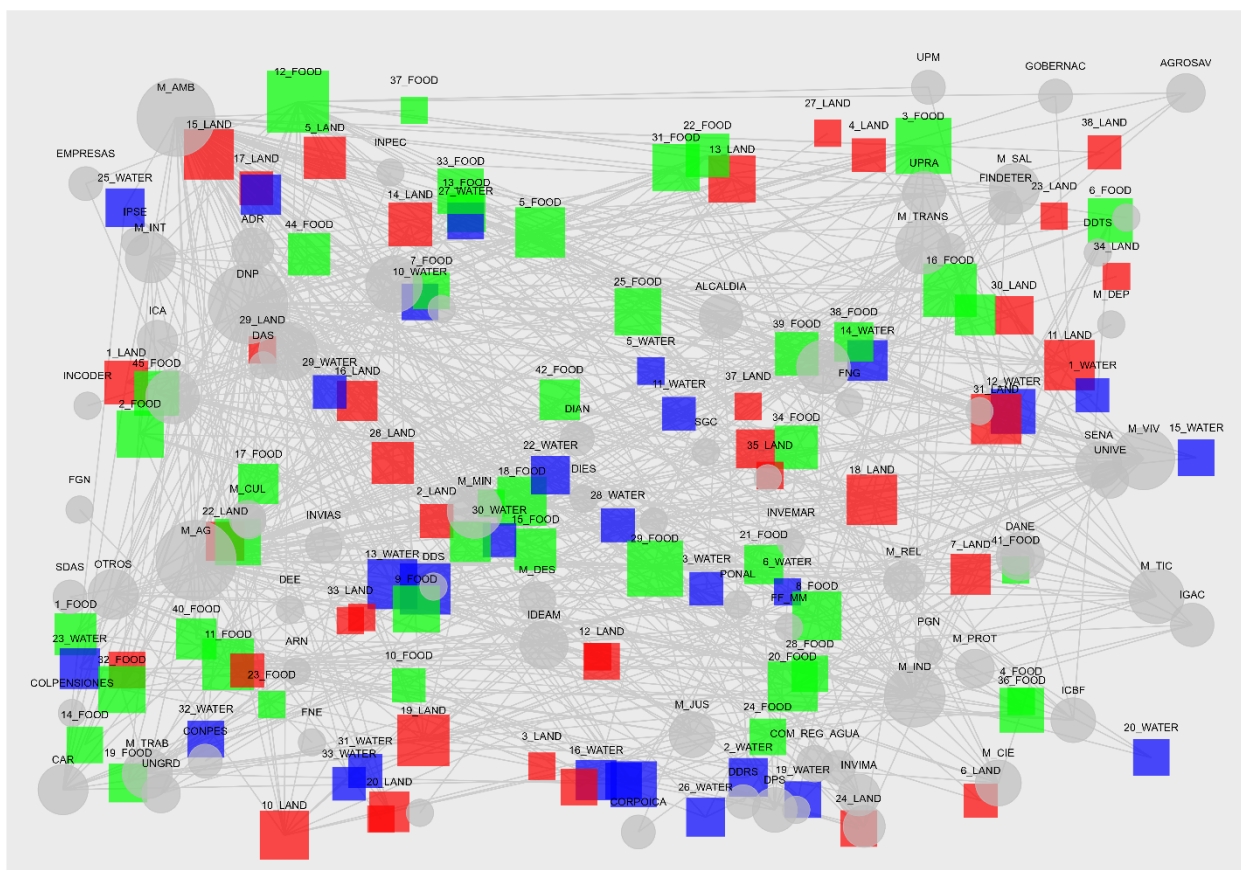 UPM
AGROSAV
GOBERNAC
12_FOOD
37_FOOD
M_AMB
27_LAND
3_FOOD
22_FOOD
4_LAND
38_LAND
15_LAND
5_LAND
31_FOOD
INPEC
13_LAND
EMPRESAS
17_LAND
33_FOOD
UPRA
M_SAL
FINDETER
25_WATER
13_FOOD
27_WATER
23_LAND
6_FOOD
14_LAND
5_FOOD
IPSE
ADR
M_TRANS
DDTS
M_INT
44_FOOD
34_LAND
7_FOOD
16_FOOD
DNP
10_WATER
25_FOOD
ALCALDIA
30_LAND
M_DEP
ICA
29_LAND
38_FOOD
39_FOOD
14_WATER
11_LAND
DAS
5_WATER
1_LAND
29_WATER
45_FOOD
16_LAND
1_WATER
INCODER
42_FOOD
37_LAND
FNG
12_WATER
11_WATER
31_LAND
2_FOOD
DIAN
34_FOOD
SGC
15_WATER
M_VIV
SENA
26_LAND
22_WATER
35_LAND
UNIVE
17_FOOD
18_FOOD
DIES
18_LAND
FGN
M_CUL
M_MIN
2_LAND
28_WATER
22_LAND
30_WATER
INVIAS
INVEMAR
15_FOOD
M_AG
DANE
21_FOOD
29_FOOD
41_FOOD
7_LAND
13_WATER
DDS
3_WATER
6_WATER
SDAS
OTROS
M_DES
M_REL
M_TIC
DEE
9_FOOD
PONAL
8_FOOD
33_LAND
FF_MM
1_FOOD
40_FOOD
IDEAM
IGAC
PGN
23_WATER
11_FOOD
ARN
12_LAND
28_FOOD
M_PROT
32_FOOD
10_FOOD
20_FOOD
M_IND
4_FOOD
23_FOOD
36_FOOD
COLPENSIONES
ICBF
14_FOOD
32_WATER
FNE
19_LAND
24_FOOD
CONPES
M_JUS
20_WATER
M_TRAB
31_WATER
3_LAND
COM_REG_AGUA
19_FOOD
33_WATER
16_WATER
2_WATER
M_CIE
CAR
UNGRD
INVIMA
DDRS
19_WATER
6_LAND
20_LAND
DPS
26_WATER
24_LAND
CORPOICA
10_LAND